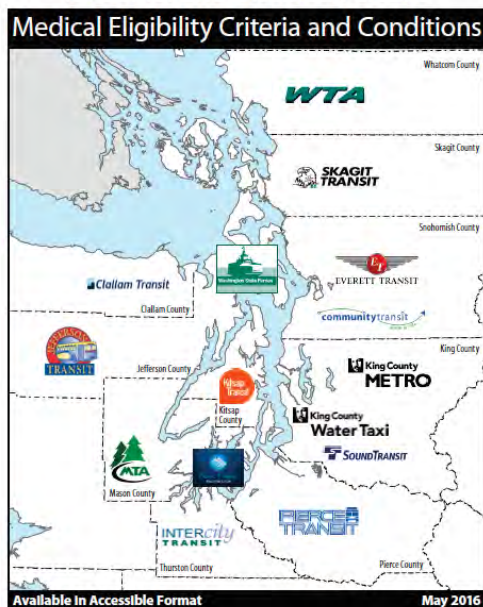 Medical Eligibility Criteria and Conditions
Whatcom County
WTA
Skagit County
SKAGIT
TRANSIT
Snohomish County
ET
EVERETT TRANSIT
Washington State Ferries
Clallam Transit
Clallam County
communitytransit
King County
JEFFERSON
TRANSIT
Jefferson County
King County
METRO
Kitsap
Transit
Kitsap
County
King County
Water Taxi
SOUNDTRANSIT
MTA
Mason County
PIERCE
TRANSIT
INTERcity
TRANSIT
Thurston County
Pierce County
Available In Accessible Format
May 2016